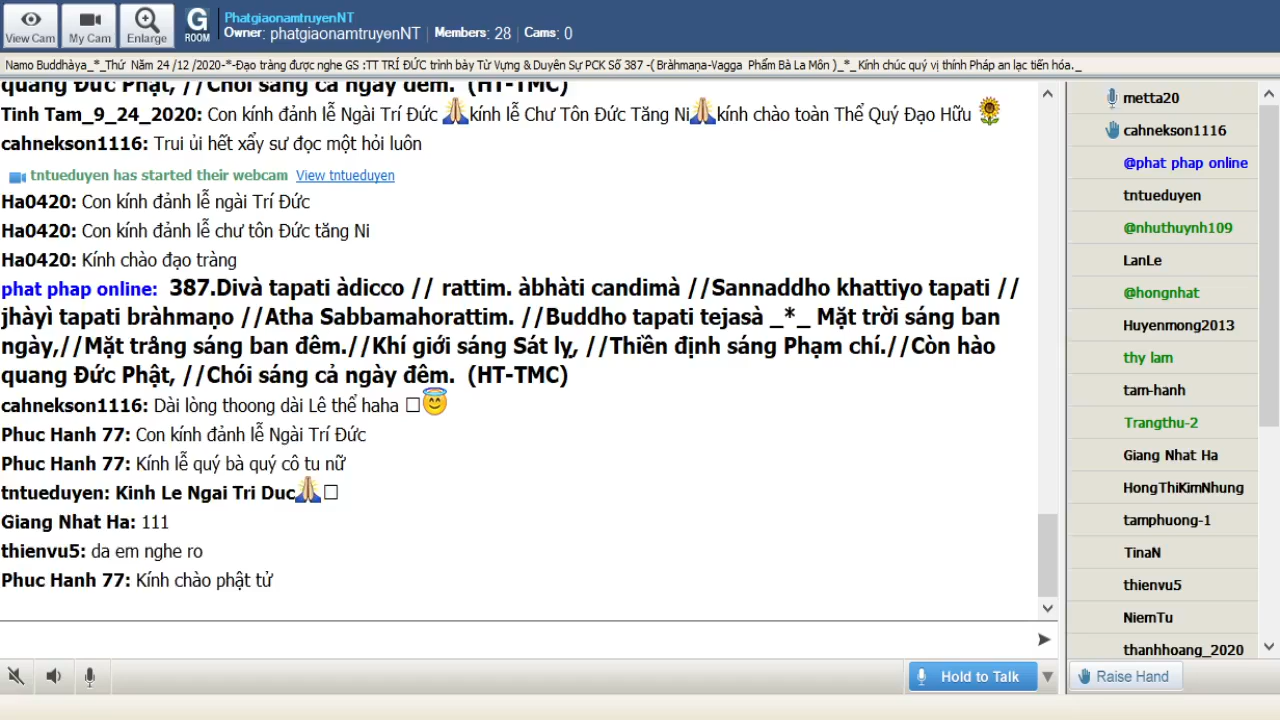 View Cam
My Cam
Enlarge
G
ROOM
PhatgiaonamtruyenNT
Owner: phatgiaonamtruyenNT | Members: 28 | Cams: 0
Namo Buddhàya_*_Thứ Năm 24 /12 /2020-*-Đạo tràng được nghe GS :TT TRÍ ĐỨC trình bày Từ Vựng & Duyên Sự PCK Số 387 -( Bràhmaṇa-Vagga Phẩm Bà La Môn )_*_Kính chúc quý vị thính Pháp an lạc tiến hóa._
quang Đức Phật, //Chói sáng cả ngày đêm. (HT-TMC)
Tinh Tam_9_24_2020: Con kính đảnh lễ Ngài Trí Đức 🙏kính lễ Chư Tôn Đức Tăng Ni🙏kính chào toàn Thể Quý Đạo Hữu 🌻
cahnekson1116: Trui ủi hết xẩy sư đọc một hỏi luôn
tntueduyen has started their webcam View tntueduyen
Ha0420: Con kính đảnh lễ ngài Trí Đức
Ha0420: Con kính đảnh lễ chư tôn Đức tăng Ni
Ha0420: Kính chào đạo tràng
phat phap online: 387.Divà tapati àdicco // rattim. àbhàti candimà //Sannaddho khattiyo tapati //
jhàyì tapati bràhmaṇo //Atha Sabbamahorattim. //Buddho tapati tejasà _*_ Mặt trời sáng ban
ngày,//Mặt trăng sáng ban đêm.//Khí giới sáng Sát lỵ, //Thiền định sáng Phạm chí.//Còn hào
quang Đức Phật, //Chói sáng cả ngày đêm. (HT-TMC)
cahnekson1116: Dài lòng thoong dài Lê thể haha □😇
Phuc Hanh 77: Con kính đảnh lễ Ngài Trí Đức
Phuc Hanh 77: Kính lễ quý bà quý cô tu nữ
tntueduyen: Kinh Le Ngai Tri Duc🙏□
Giang Nhat Ha: 111
thienvu5: da em nghe ro
Phuc Hanh 77: Kính chào phật tử
Hold to Talk
metta20
cahnekson1116
@phat phap online
tntueduyen
@nhuthuynh109
LanLe
@hongnhat
Huyenmong2013
thy lam
tam-hanh
Trangthu-2
Giang Nhat Ha
HongThiKimNhung
tamphuong-1
TinaN
thienvu5
NiemTu
thanhhoang_2020
Raise Hand